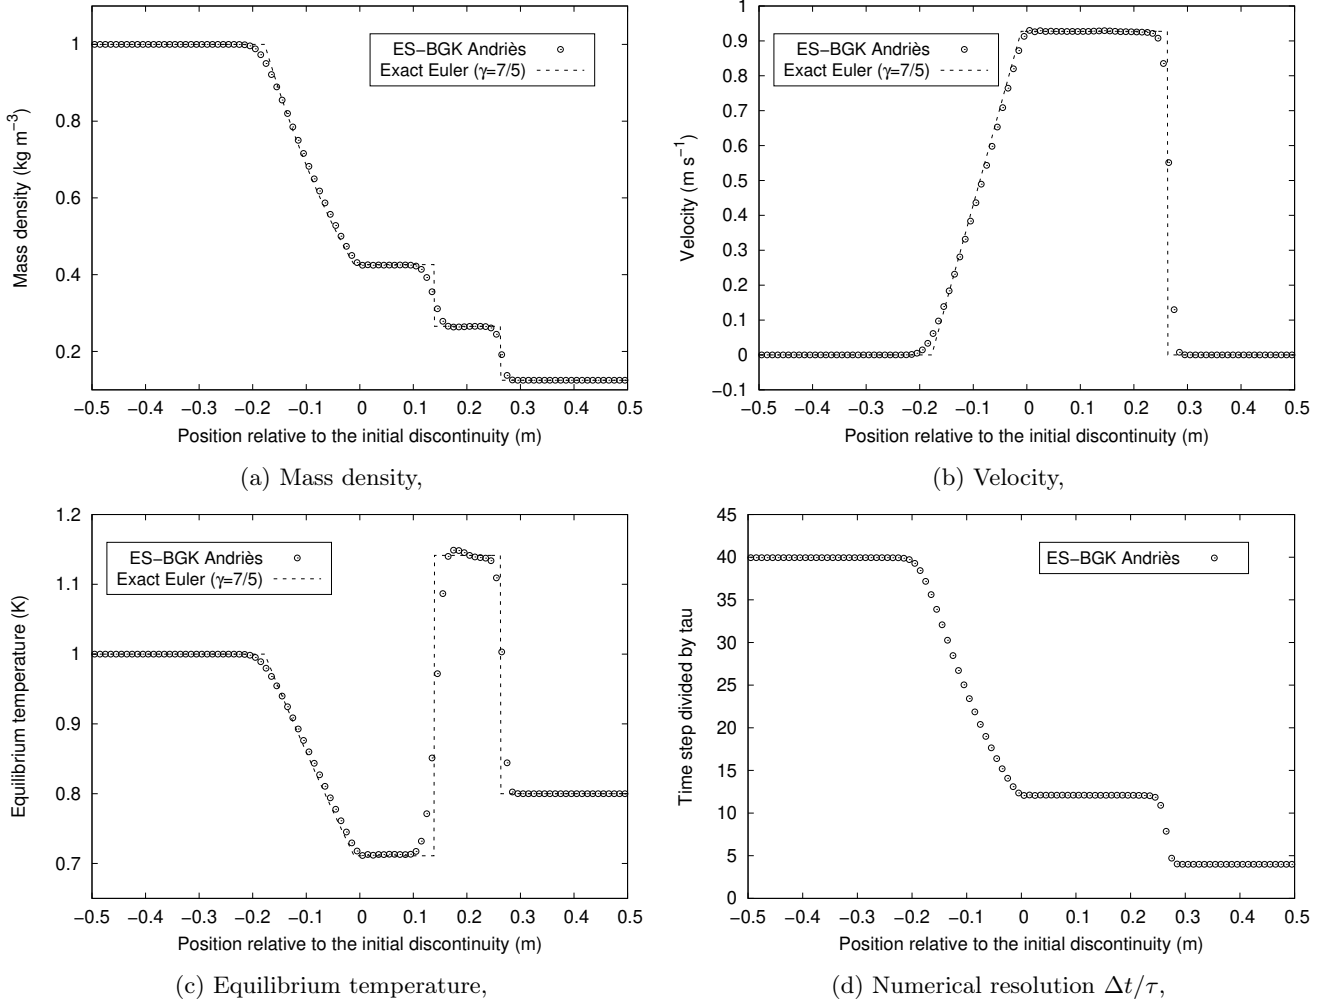 Mass density (kg m−3)
1
0.8
0.6
0.4
0.2
ES−BGK Andriès
Exact Euler (γ=7/5)
−0.5 −0.4 −0.3 −0.2 −0.1 0 0.1 0.2 0.3 0.4 0.5
Position relative to the initial discontinuity (m)
(a) Mass density,
Velocity (m s−1)
1
0.9
0.8
0.7
0.6
0.5
0.4
0.3
0.2
0.1
0
−0.1
ES−BGK Andriès
Exact Euler (γ=7/5)
−0.5 −0.4 −0.3 −0.2 −0.1 0 0.1 0.2 0.3 0.4 0.5
Position relative to the initial discontinuity (m)
(b) Velocity,
Equilibrium temperature (K)
1.2
1.1
1
0.9
0.8
0.7
ES−BGK Andriès
Exact Euler (γ=7/5)
−0.5 −0.4 −0.3 −0.2 −0.1 0 0.1 0.2 0.3 0.4 0.5
Position relative to the initial discontinuity (m)
(c) Equilibrium temperature,
Time step divided by tau
45
40
35
30
25
20
15
10
5
0
ES−BGK Andriès
−0.5 −0.4 −0.3 −0.2 −0.1 0 0.1 0.2 0.3 0.4 0.5
Position relative to the initial discontinuity (m)
(d) Numerical resolution Δt/τ,